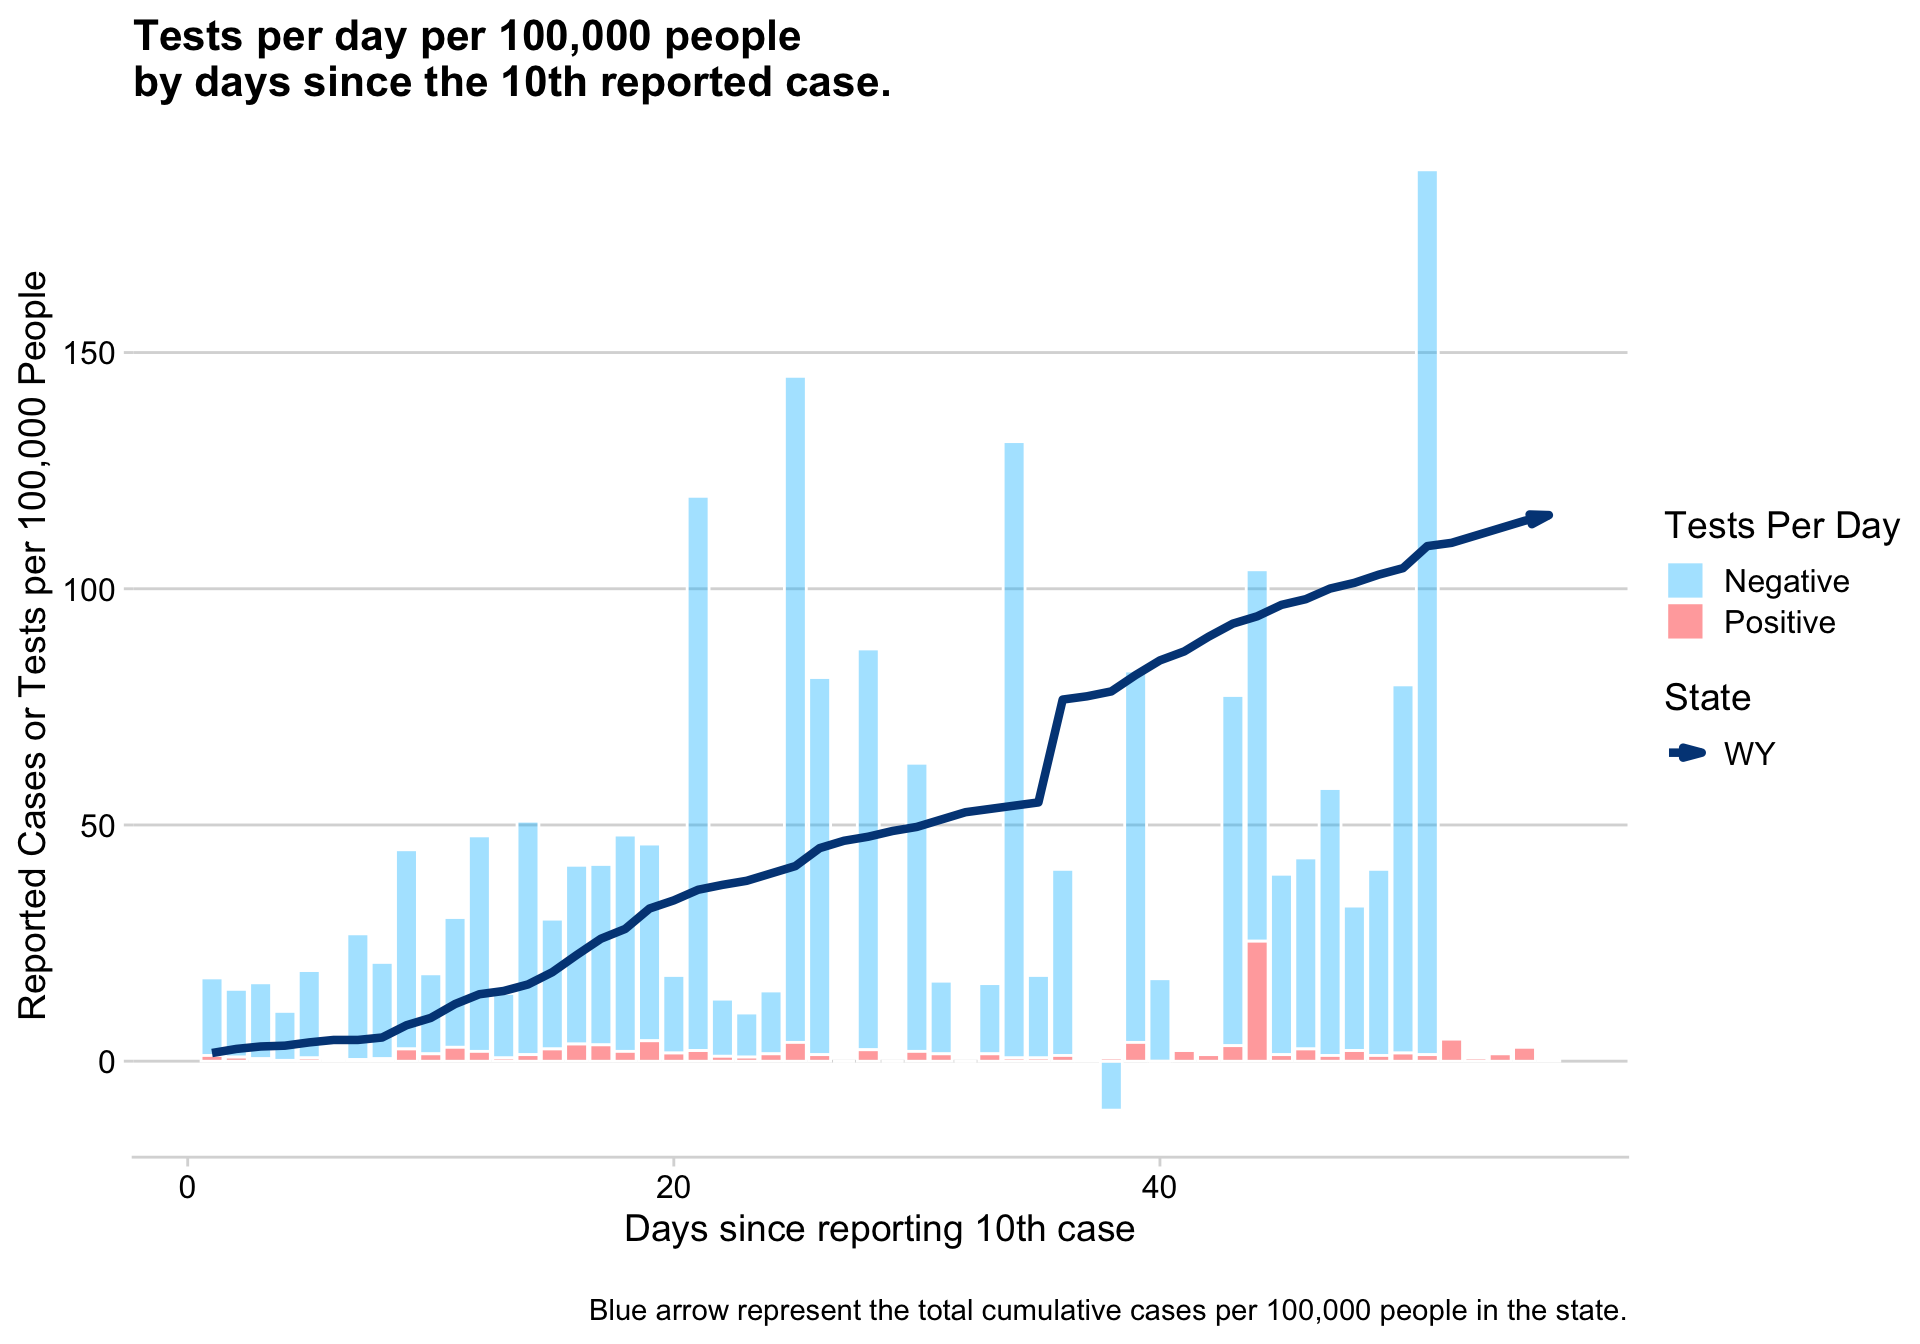 Tests per day per 100,000 people
by days since the 10th reported case.
Reported Cases or Tests per 100,000 People
150
100
50
0
0
20
40
Days since reporting 10th case
Tests Per Day
Negative
Positive
State
WY
Blue arrow represent the total cumulative cases per 100,000 people in the state.